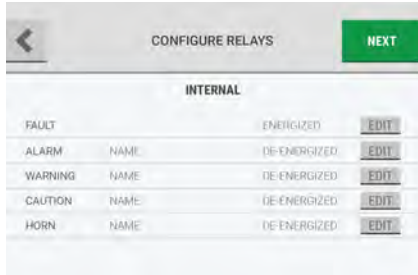 CONFIGURE RELAYS NEXT
INTERNAL
FAULT ENERGIZED EDIT
ALARM NAME DE-ENERGIZED EDIT
WARNING NAME DE-ENERGIZED EDIT
CAUTION NAME DE-ENERGIZED EDIT
HORN NAME DE-ENERGIZED EDIT